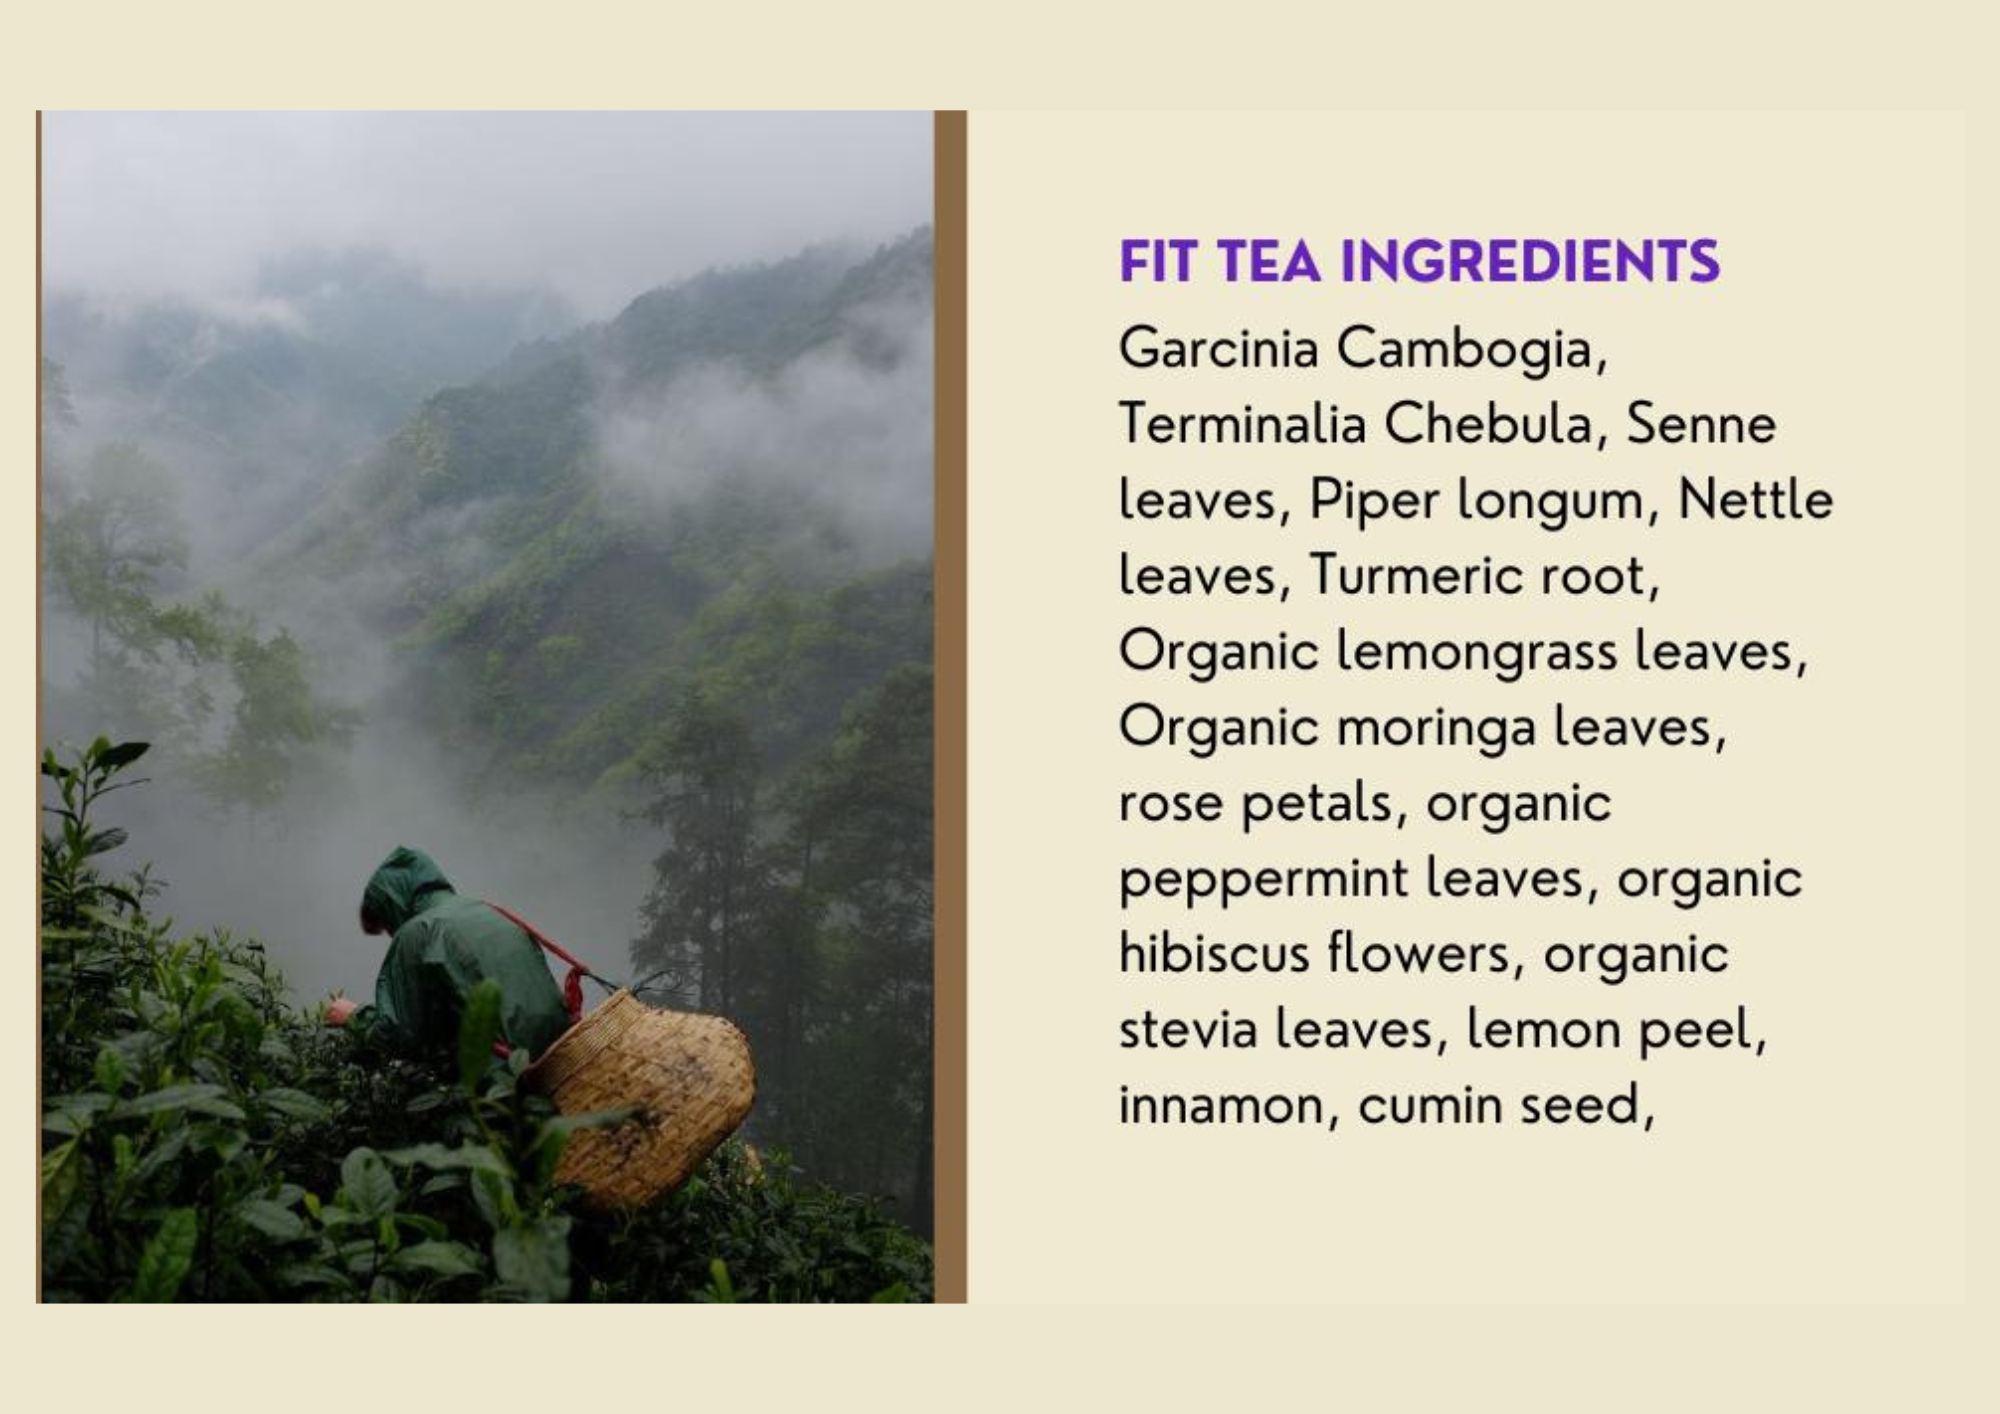 FIT TEA INGREDIENTS
Garcinia Cambogia,
Terminalia Chebula, Senne
leaves, Piper longum, Nettle
leaves, Turmeric root,
Organic lemongrass leaves,
Organic moringa leaves,
rose petals, organic
peppermint leaves, organic
hibiscus flowers, organic
stevia leaves, lemon peel,
innamon, cumin seed,